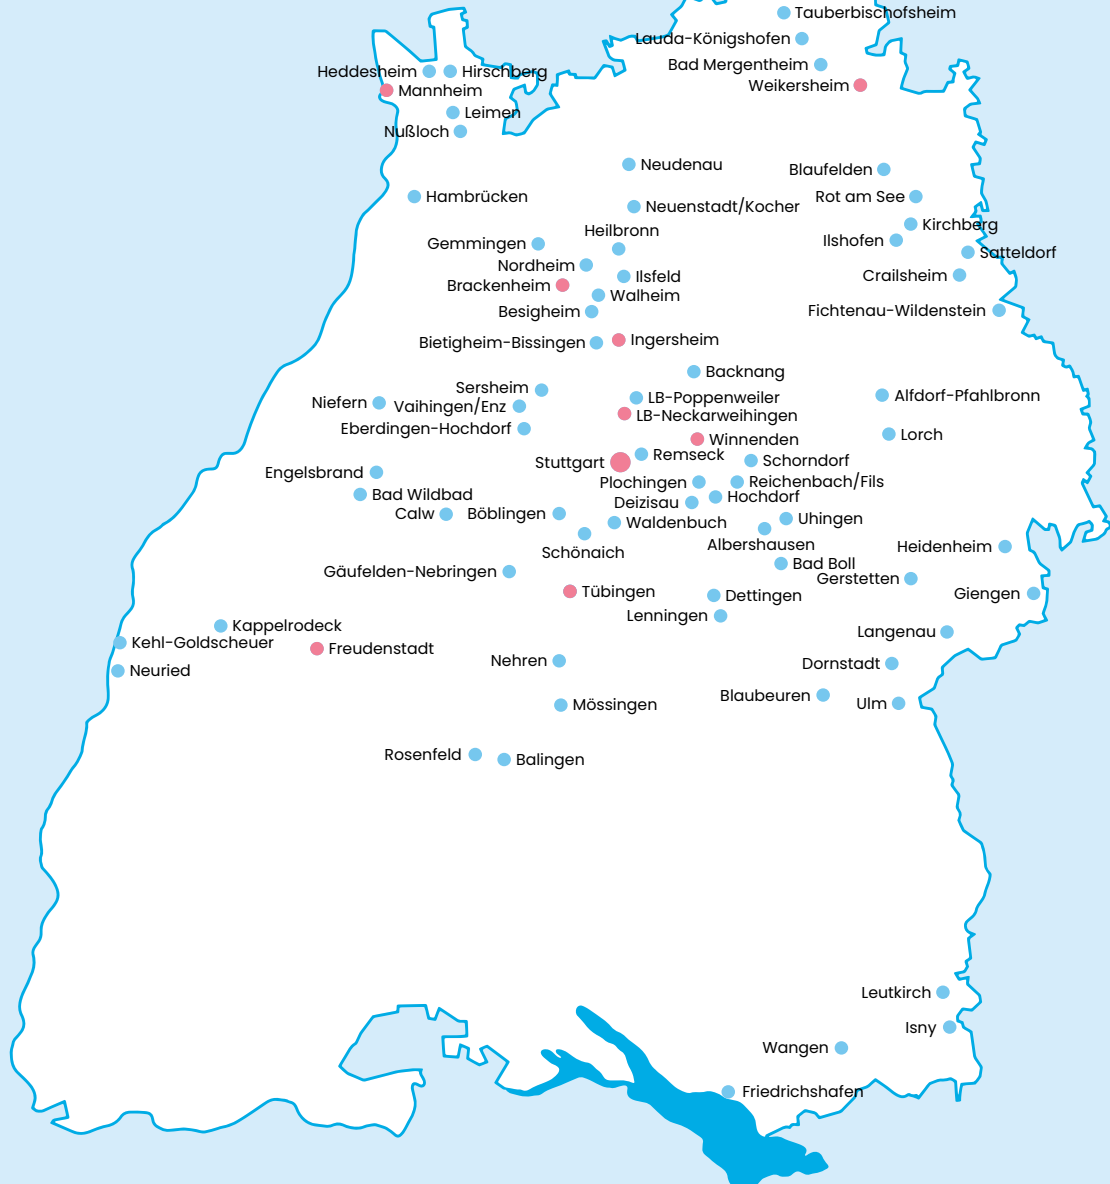 Tauberbischofsheim
Lauda-Königshofen
Bad Mergentheim
Heddesheim
Hirschberg
Weikersheim
Mannheim
Leimen
Nußloch
Neudenau
Blaufelden
Hambrücken
Rot am See
Neuenstadt/Kocher
Kirchberg
Heilbronn
Ilshofen
Gemmingen
Satteldorf
Nordheim
Crailsheim
Ilsfeld
Brackenheim
Walheim
Fichtenau-Wildenstein
Besigheim
Ingersheim
Bietigheim-Bissingen
Backnang
Sersheim
Alfdorf-Pfahlbronn
LB-Poppenweiler
Niefern
Vaihingen/Enz
LB-Neckarweihingen
Eberdingen-Hochdorf
Lorch
Winnenden
Remseck
Schorndorf
Stuttgart
Engelsbrand
Plochingen
Reichenbach/Fils
Bad Wildbad
Hochdorf
Deizisau
Calw
Böblingen
Uhingen
Waldenbuch
Albershausen
Heidenheim
Schönaich
Bad Boll
Gäufelden-Nebringen
Gerstetten
Tübingen
Giengen
Dettingen
Lenningen
Kappelrodeck
Langenau
Kehl-Goldscheuer
Freudenstadt
Nehren
Dornstadt
Neuried
Blaubeuren
Ulm
Mössingen
Rosenfeld
Balingen
Leutkirch
Isny
Wangen
Friedrichshafen